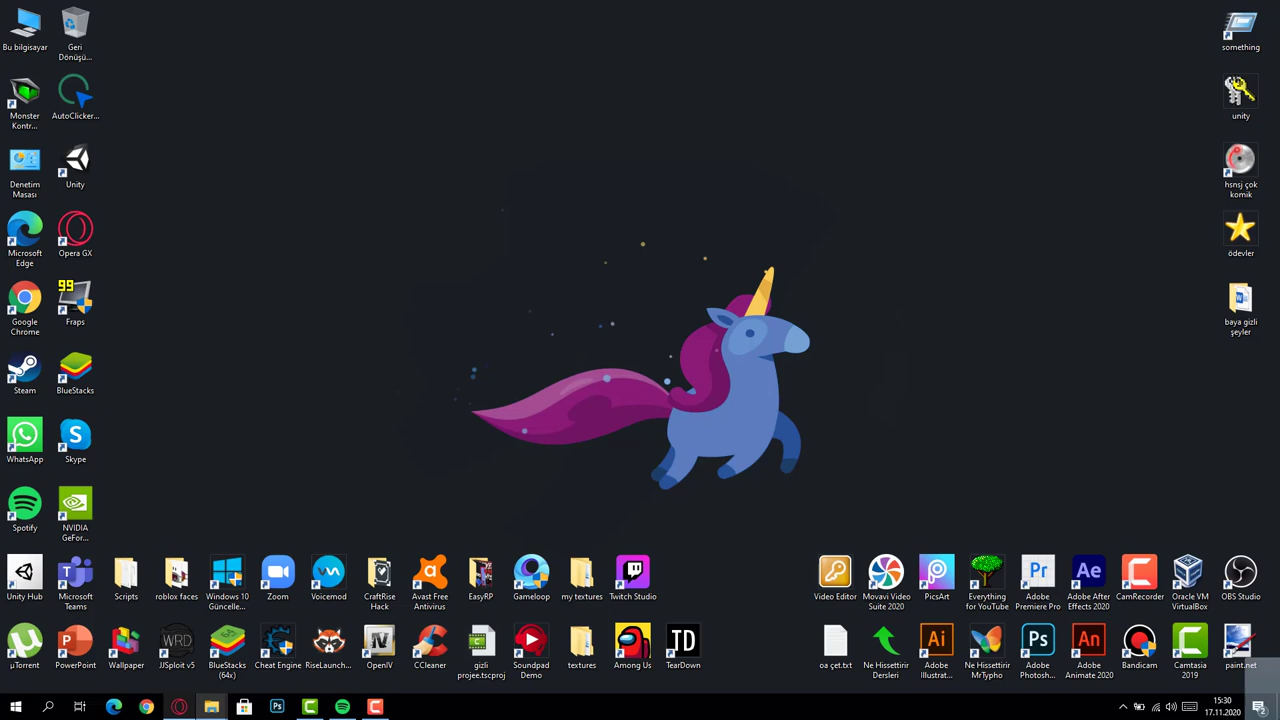 Bu bilgisayar
Geri
Dönüşü...
something
Monster
Kontr...
AutoClicker...
unity
Denetim
Masası
Unity
hsnsj çok
komik
Microsoft
Edge
Opera GX
ödevler
99
Google
Chrome
Fraps
baya gizli
şeyler
Steam
BlueStacks
WhatsApp
Skype
Spotify
NVIDIA
GeFor...
Unity Hub
Microsoft
Teams
Scripts
roblox faces
Windows 10
Güncelle...
Zoom
Voicemod
CraftRise
Hack
Avast Free
Antivirus
EasyRP
Gameloop
my textures
Twitch Studio
Video Editor
Movavi Video
Suite 2020
PicsArt
Everything
for YouTube
Adobe
Premiere Pro
Adobe After
Effects 2020
CamRecorder
Oracle VM
VirtualBox
OBS Studio
µTorrent
PowerPoint
Wallpaper
JJSploit v5
BlueStacks
(64x)
Cheat Engine
RiseLaunch...
OpenIV
CCleaner
gizli
projee.tscproj
Soundpad
Demo
textures
Among Us
TearDown
oa çet.txt
Ne Hissettirir
Dersleri
Adobe
Illustrat...
Ne Hissettirir
MrTypho
Adobe
Photosh...
Adobe
Animate 2020
Bandicam
Camtasia
2019
paint.net
15:30
17.11.2020
2